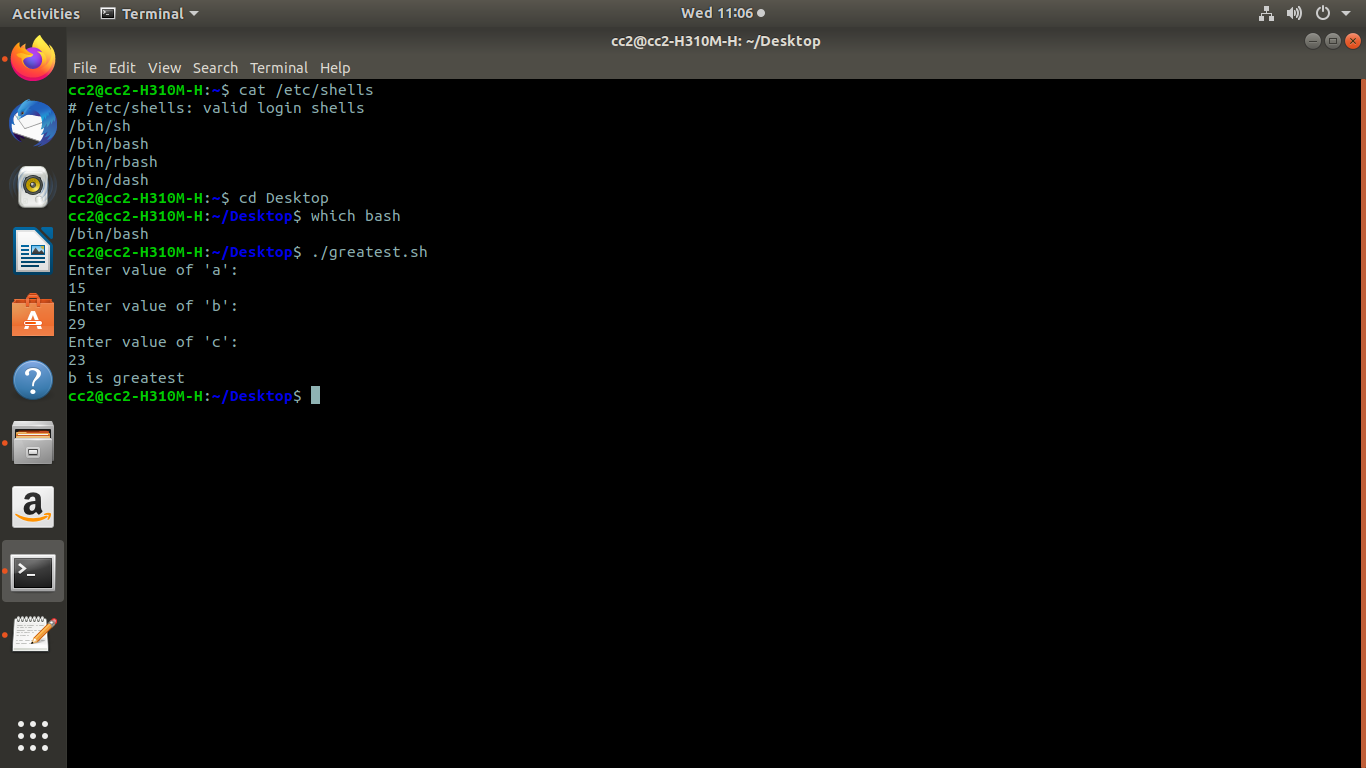 Activities Terminal Wed 11:06
cc2@cc2-H310M-H: ~/Desktop
File Edit View Search Terminal Help
cc2@cc2-H310M-H:~$ cat /etc/shells
# /etc/shells: valid login shells
/bin/sh
/bin/bash
/bin/rbash
/bin/dash
cc2@cc2-H310M-H:~$ cd Desktop
cc2@cc2-H310M-H:~/Desktop$ which bash
/bin/bash
cc2@cc2-H310M-H:~/Desktop$ ./greatest.sh
Enter value of 'a':
15
Enter value of 'b':
29
Enter value of 'c':
23
b is greatest
cc2@cc2-H310M-H:~/Desktop$